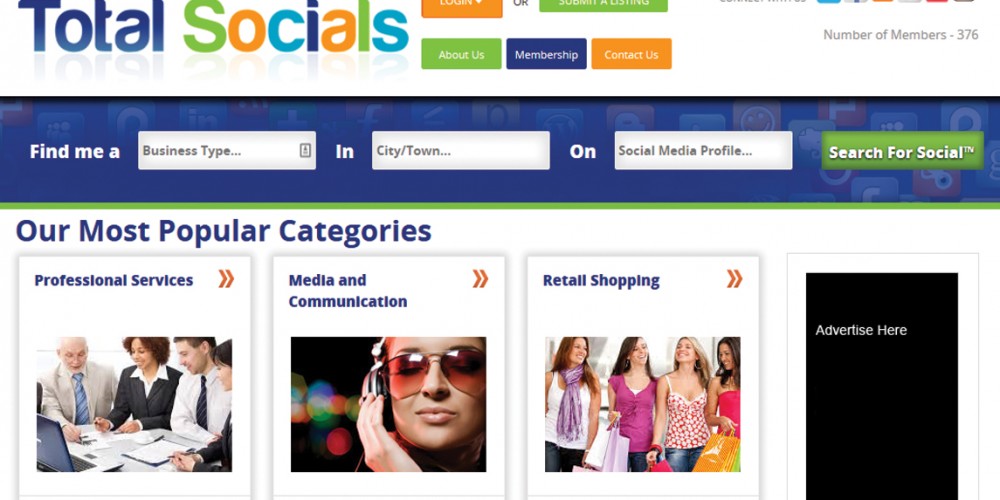 Total Socials
LOGIN
OR
SUBMIT A LISTING
CONNECT WITH US
Number of Members - 376
About Us
Membership
Contact Us
Find me a
Business Type...
In
City/Town...
On
Social Media Profile...
Search For Social™
Our Most Popular Categories
Professional Services
Media and
Communication
Retail Shopping
Advertise Here